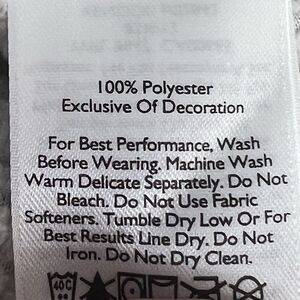 100% Polyester
Exclusive Of Decoration
For Best Performance, Wash
Before Wearing. Machine Wash
Warm Delicate Separately. Do Not
Bleach. Do Not Use Fabric
Softeners. Tumble Dry Low Or For
Best Results Line Dry. Do Not
Iron. Do Not Dry Clean.
40C